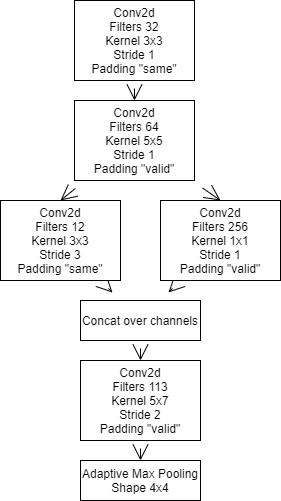 Conv2d
Filters 32
Kernel 3x3
Stride 1
Padding "same"
Conv2d
Filters 64
Kernel 5x5
Stride 1
Padding "valid"
Conv2d
Filters 12
Kernel 3x3
Stride 3
Padding "same"
Conv2d
Filters 256
Kernel 1x1
Stride 1
Padding "valid"
Concat over channels
Conv2d
Filters 113
Kernel 5x7
Stride 2
Padding "valid"
Adaptive Max Pooling
Shape 4x4